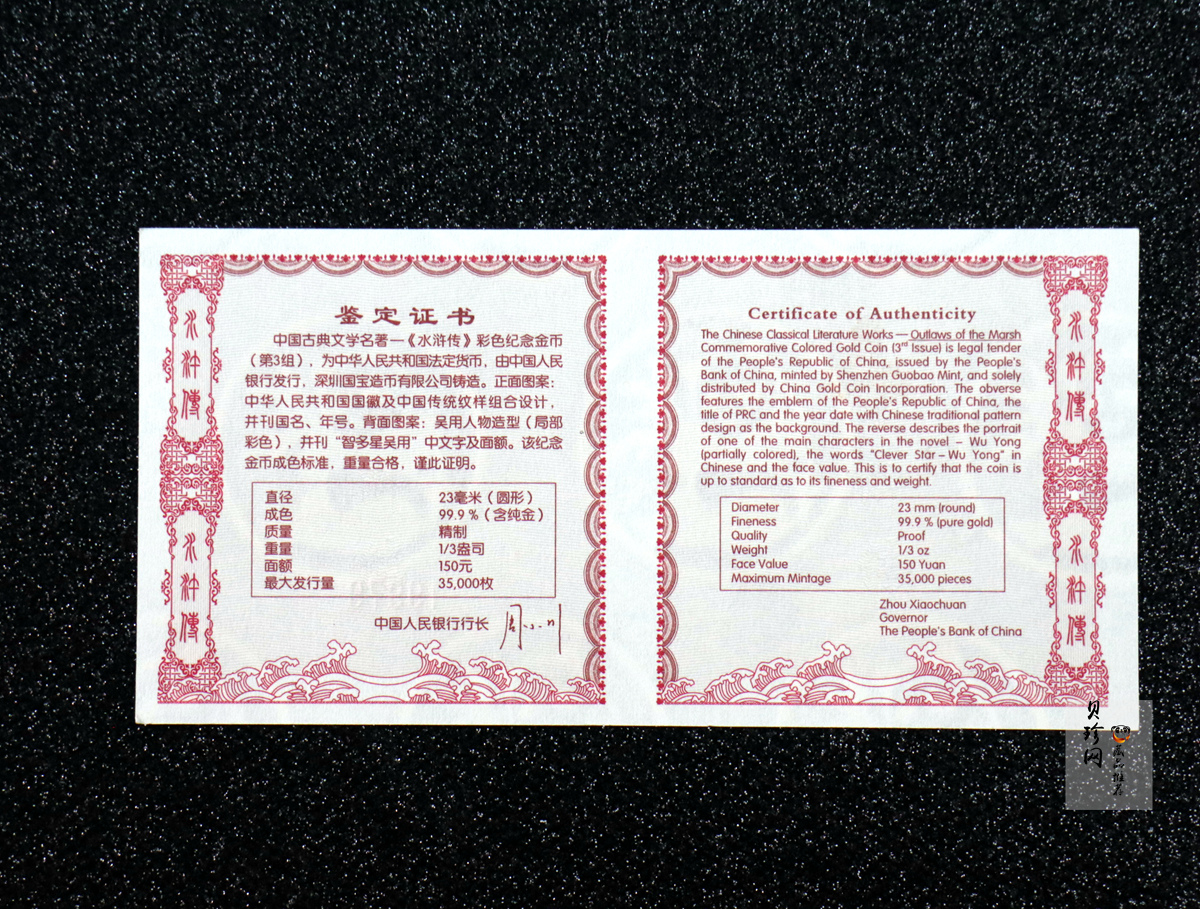 水浒傳
水浒傳
鉴定证书
中国古典文学名著—《水浒传》彩色纪念金币
（第3组），为中华人民共和国法定货币，由中国人民
银行发行，深圳国宝造币有限公司铸造。正面图案：
中华人民共和国国徽及中国传统纹样组合设计，
并刊国名、年号。背面图案：吴用人物造型（局部
彩色），并刊“智多星吴用”中文字及面额。该纪念
金币成色标准，重量合格，谨此证明。
直径 23毫米（圆形）
成色 99.9%（含纯金）
质量 精制
重量 1/3盎司
面额 150元
最大发行量 35,000枚
中国人民银行行长 周小川
Certificate of Authenticity
The Chinese Classical Literature Works — Outlaws of the Marsh
Commemorative Colored Gold Coin (3rd Issue) is legal tender
of the People's Republic of China, issued by the People's
Bank of China, minted by Shenzhen Guobao Mint, and solely
distributed by China Gold Coin Incorporation. The obverse
features the emblem of the People's Republic of China, the
title of PRC and the year date with Chinese traditional pattern
design as the background. The reverse describes the portrait
of one of the main characters in the novel – Wu Yong
(partially colored), the words "Clever Star – Wu Yong" in
Chinese and the face value. This is to certify that the coin is
up to standard as to its fineness and weight.
Diameter 23 mm (round)
Fineness 99.9 % (pure gold)
Quality Proof
Weight 1/3 oz
Face Value 150 Yuan
Maximum Mintage 35,000 pieces
Zhou Xiaochuan
Governor
The People's Bank of China
水浒傳
水浒傳
贝珍网